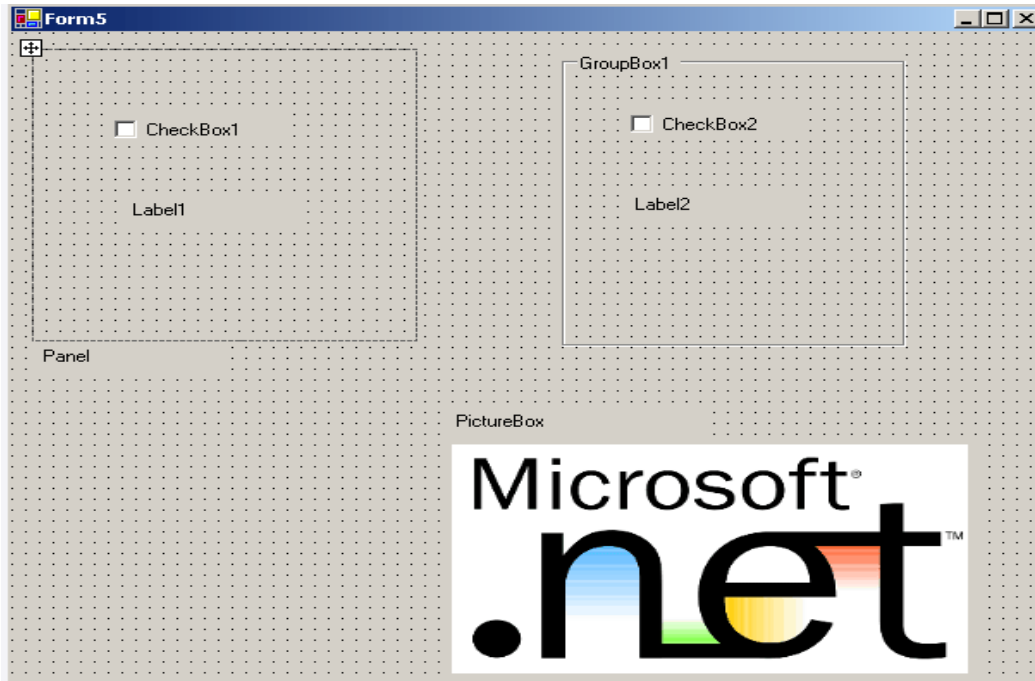 Form5
CheckBox1
Label1
Panel
GroupBox1
CheckBox2
Label2
PictureBox
Microsoft®
.net™